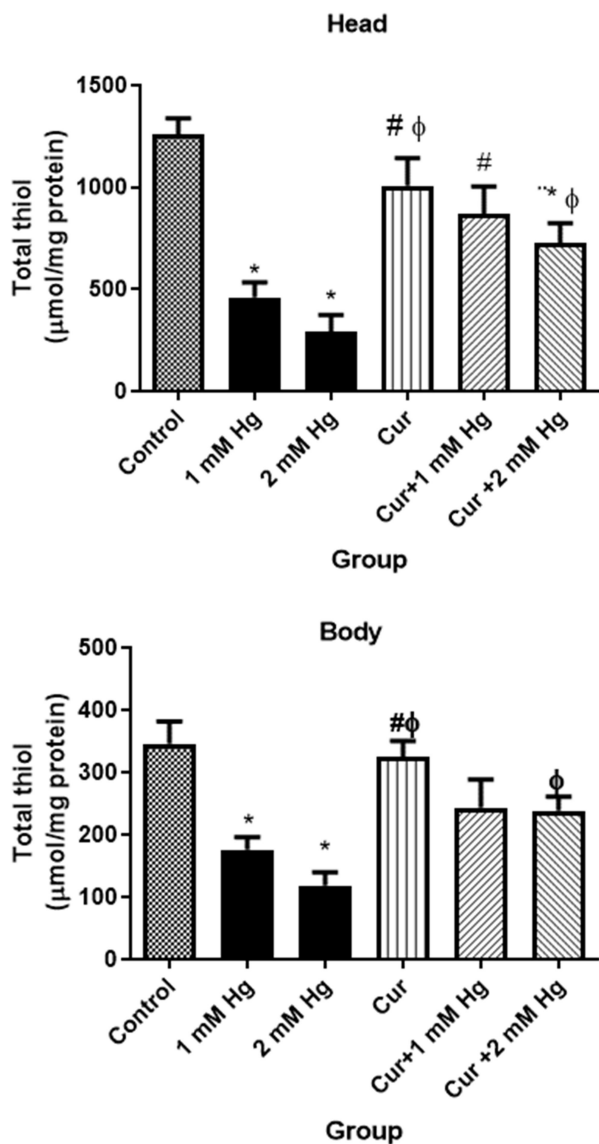 Head
Total thiol
(μmol/mg protein)
1500
1000
500
0
* * # ϕ # ¨* ϕ
Control 1 mM Hg 2 mM Hg Cur Cur+1 mM Hg Cur +2 mM Hg
Group
Body
Total thiol
(μmol/mg protein)
500
400
300
200
100
0
* * #ϕ ϕ
Control 1 mM Hg 2 mM Hg Cur Cur+1 mM Hg Cur +2 mM Hg
Group